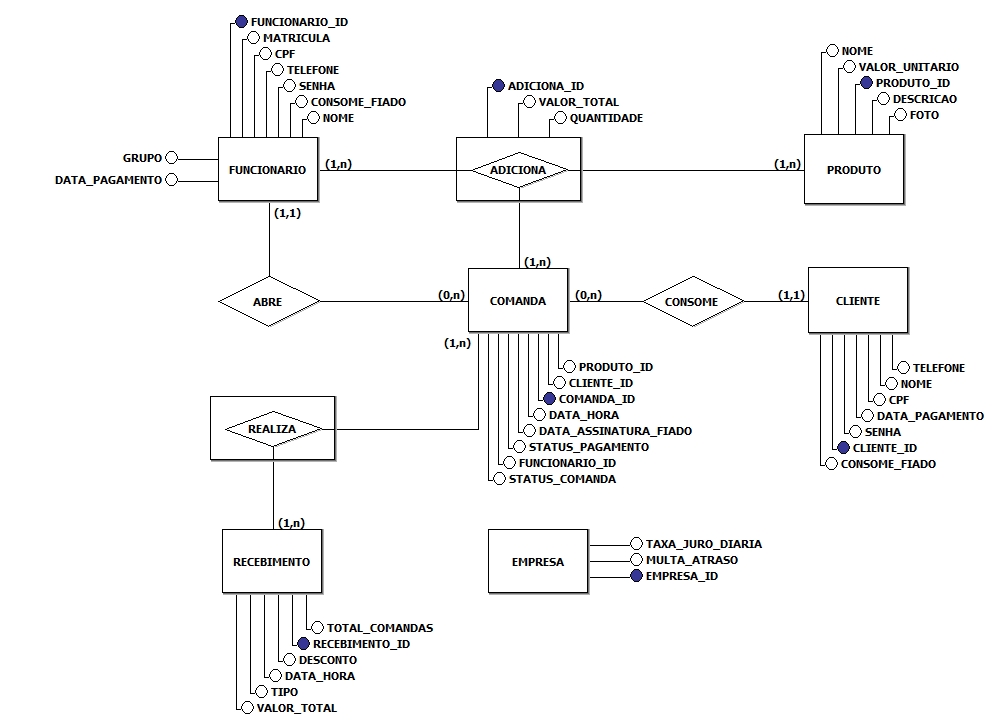 FUNCIONARIO_ID
MATRICULA
CPF
TELEFONE
SENHA
CONSOME_FIADO
NOME
GRUPO
DATA_PAGAMENTO
FUNCIONARIO
(1,n)
(1,1)
ADICIONA_ID
VALOR_TOTAL
QUANTIDADE
ADICIONA
(1,n)
(1,n)
NOME
VALOR_UNITARIO
PRODUTO_ID
DESCRICAO
FOTO
PRODUTO
ABRE
(0,n)
COMANDA
(0,n)
CONSOME
(1,1)
CLIENTE
(1,n)
PRODUTO_ID
CLIENTE_ID
COMANDA_ID
DATA_HORA
DATA_ASSINATURA_FIADO
STATUS_PAGAMENTO
FUNCIONARIO_ID
STATUS_COMANDA
TELEFONE
NOME
CPF
DATA_PAGAMENTO
SENHA
CLIENTE_ID
CONSOME_FIADO
REALIZA
(1,n)
RECEBIMENTO
TOTAL_COMANDAS
RECEBIMENTO_ID
DESCONTO
DATA_HORA
TIPO
VALOR_TOTAL
EMPRESA
TAXA_JURO_DIARIA
MULTA_ATRASO
EMPRESA_ID